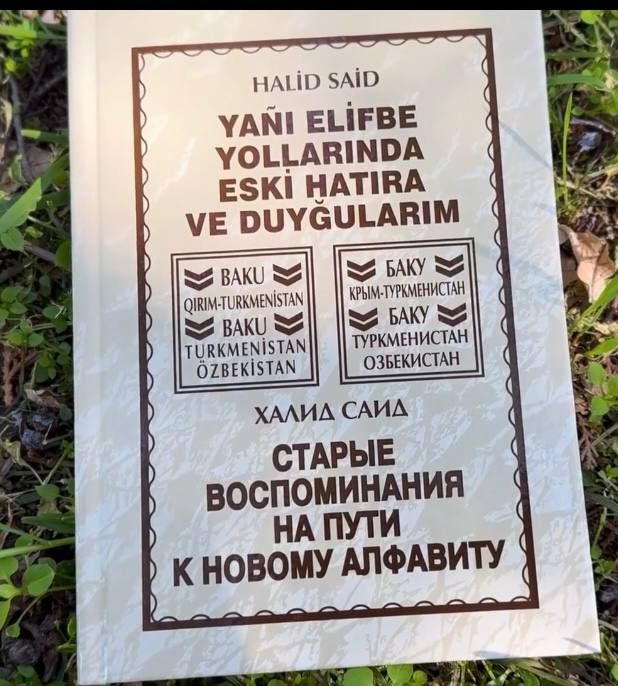 HALİD SAİD
YAÑI ELİFBE
YOLLARINDA
ESKİ HATIRA
VE DUYĞULARIM
BAKU
QIRIM-TURKMENİSTAN
BAKU
TURKMENİSTAN
ÖZBEKİSTAN
БАКУ
КРЫМ-ТУРКМЕНИСТАН
БАКУ
ТУРКМЕНИСТАН
ОЗБЕКИСТАН
ХАЛИД САИД
СТАРЫЕ
ВОСПОМИНАНИЯ
НА ПУТИ
К НОВОМУ АЛФАВИТУ